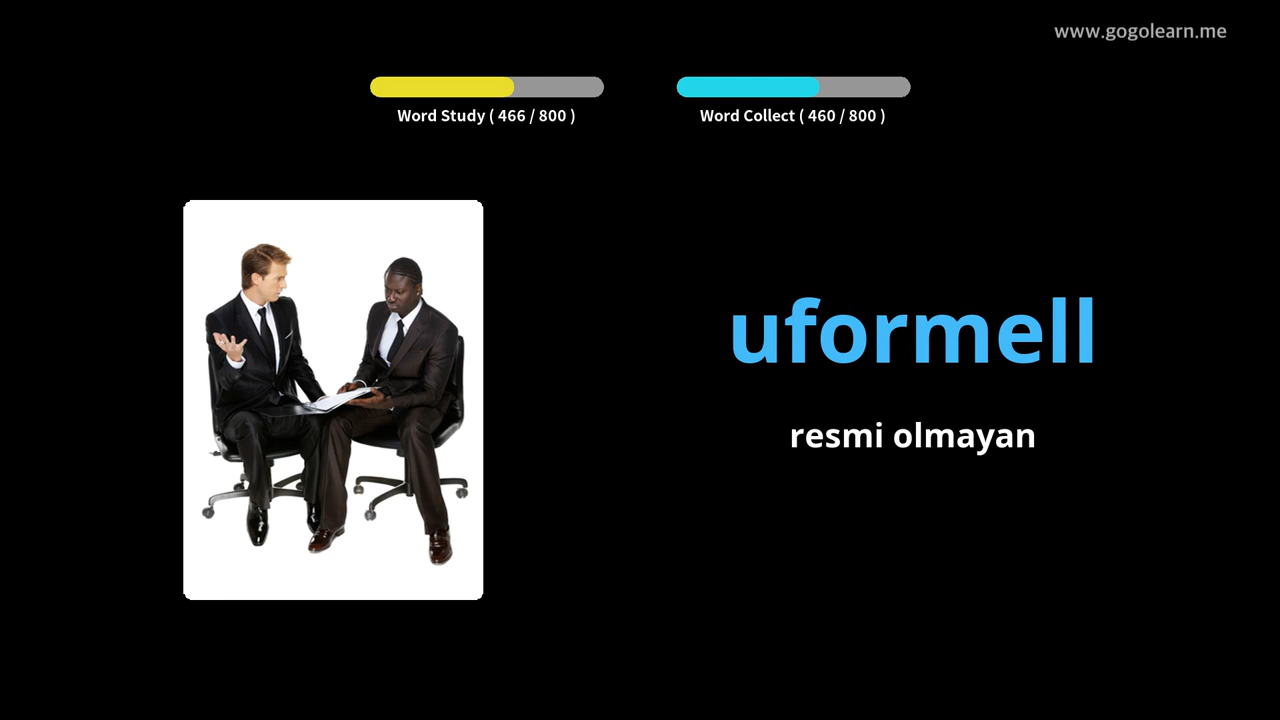 www.gogolearn.me
Word Study ( 466 / 800 )
Word Collect ( 460 / 800 )
uformell
resmi olmayan